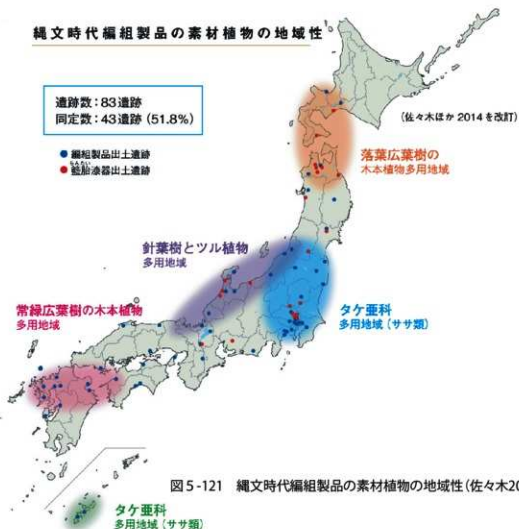 縄文時代編組製品の素材植物の地域性
遺跡数：83遺跡
同定数：43遺跡 (51.8%)
(佐々木ほか 2014 を改訂)
編組製品出土遺跡
らんたい
籃胎漆器出土遺跡
落葉広葉樹の
木本植物多用地域
針葉樹とツル植物
多用地域
常緑広葉樹の木本植物
多用地域
タケ亜科
多用地域 (ササ類)
図5-121 縄文時代編組製品の素材植物の地域性(佐々木20
タケ亜科
多用地域 (ササ類)